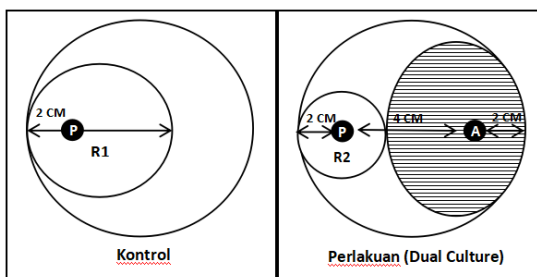 2 CM
P
R1
Kontrol
2 CM
4 CM
2 CM
P
A
R2
Perlakuan (Dual Culture)